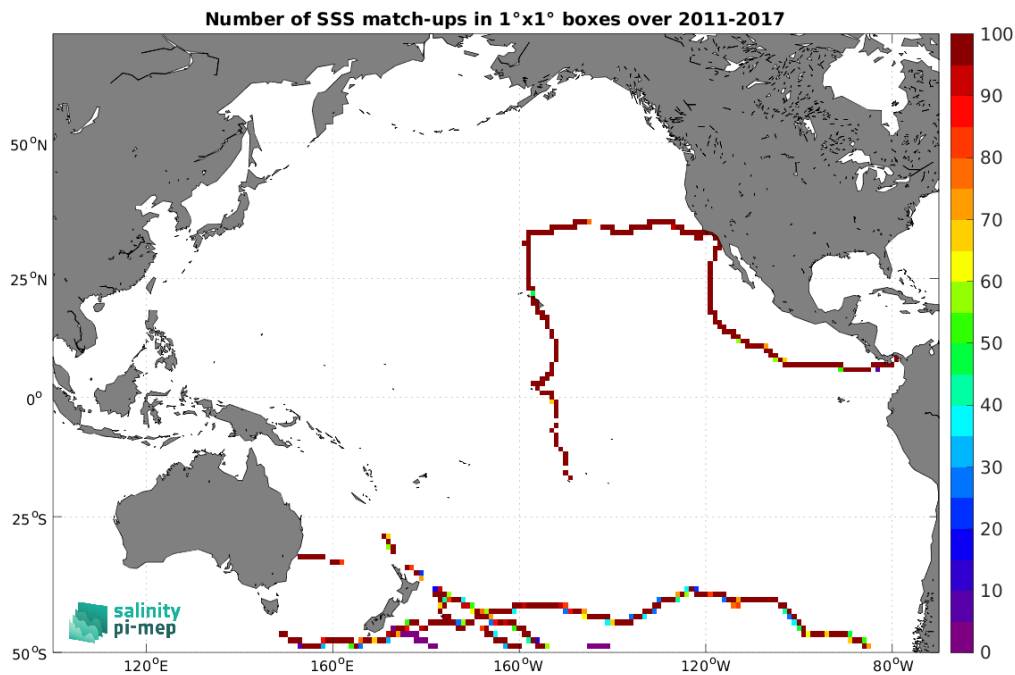 Number of SSS match-ups in 1°x1° boxes over 2011-2017
100
90
80
70
60
50
40
30
20
10
0
50°N
25°N
0°
25°S
50°S
120°E
160°E
160°W
120°W
80°W
salinity
pi-mep